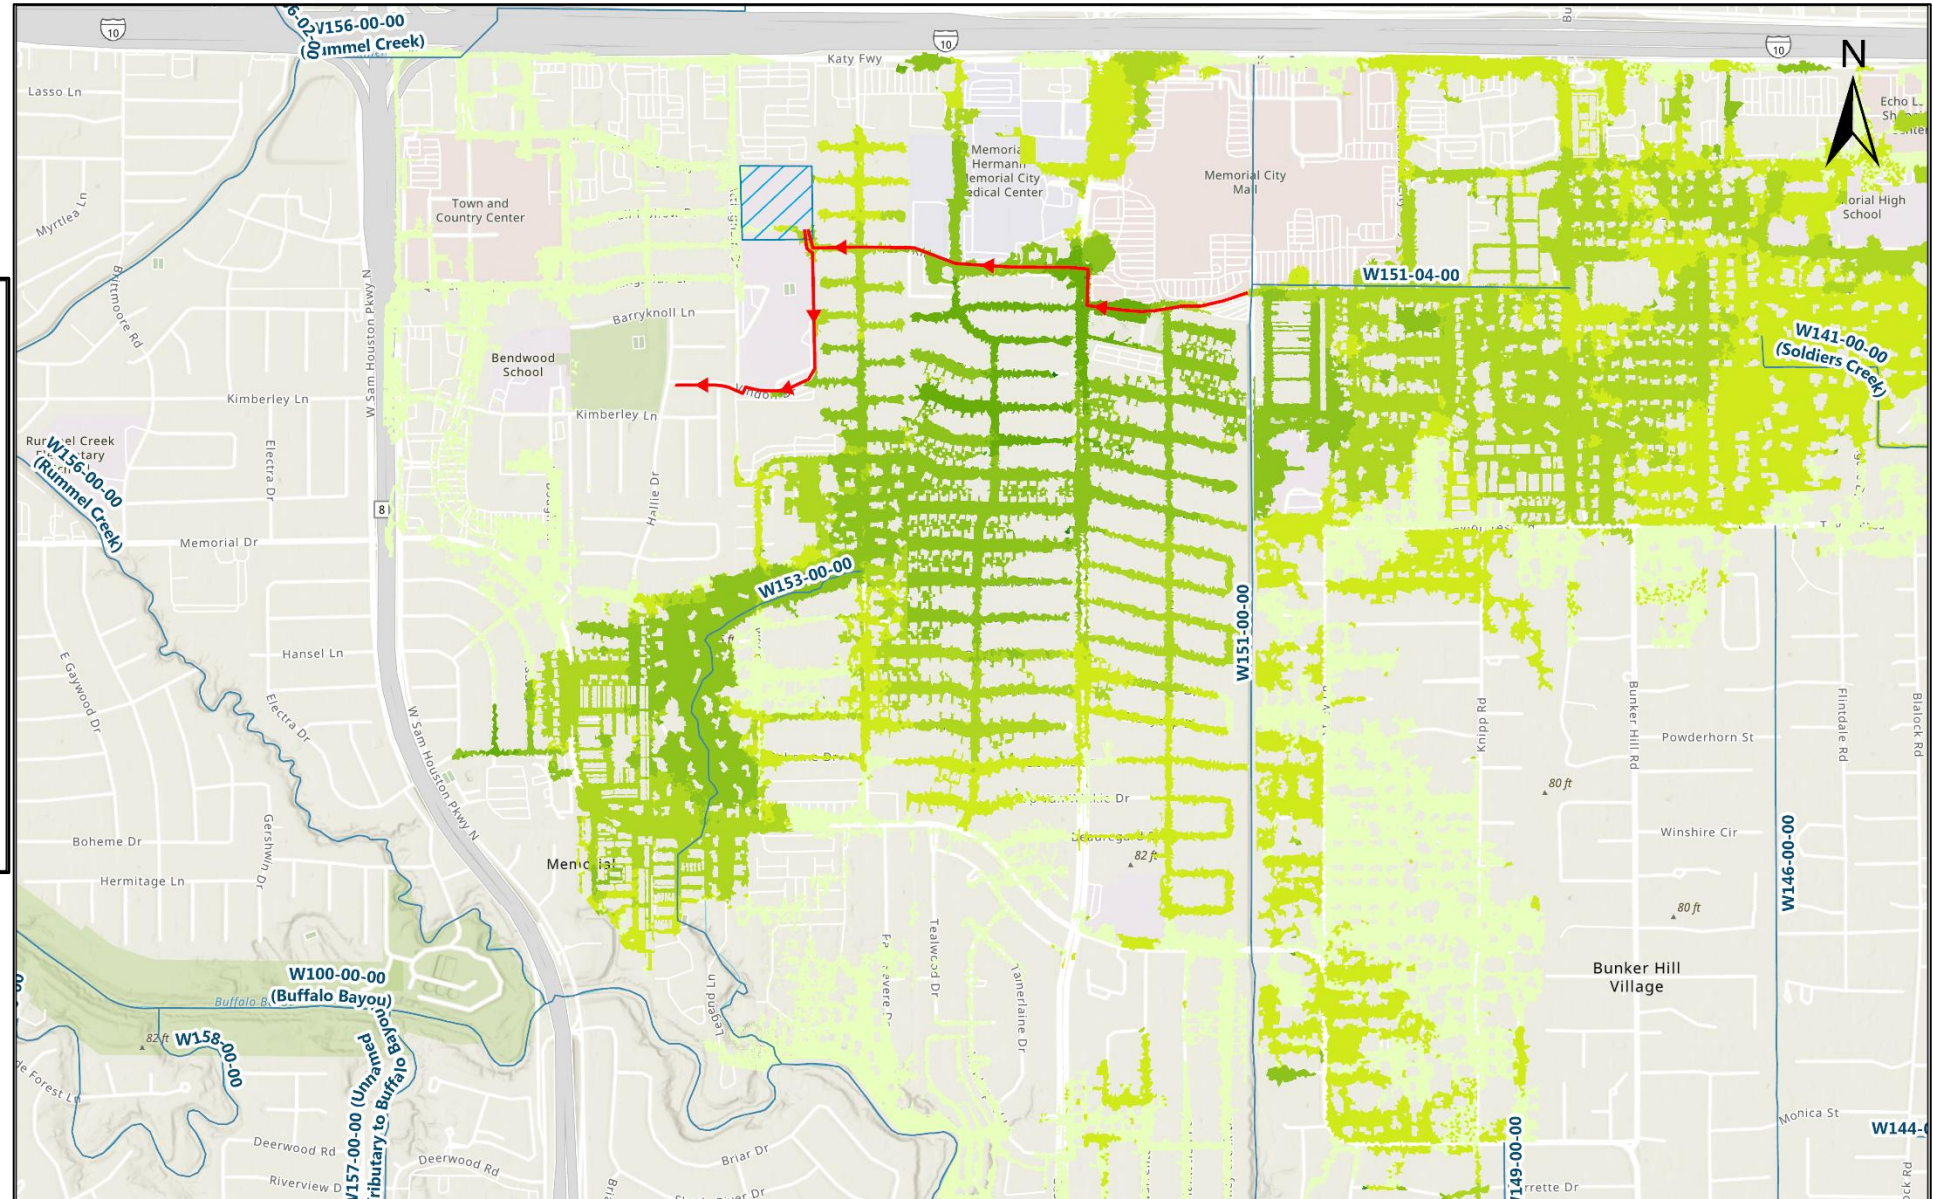 10
W156-00-00
(Rummel Creek)
10
10
N
Katy Fwy
Lasso Ln
Memorial
Hermann
Memorial City
Medical Center
Memorial City
Mall
School
Town and
Country Center
Myrtlea Ln
Brittmoore Rd
W Sam Houston Pkwy N
W151-04-00
Barryknoll Ln
W141-00-00
(Soldiers Creek)
Bendwood
School
Kimberley Ln
Kimberley Ln
Rummel Creek
W156-00-00
(Rummel Creek)
Electra Dr
Hallie Dr
8
Memorial Dr
W153-00-00
W151-00-00
Hansel Ln
E Gaywood Dr
Electra Dr
W Sam Houston Pkwy N
Knipp Rd
Bunker Hill Rd
Flintdale Rd
Blalock Rd
Powderhorn St
80 ft
Boheme Dr
Gershwin Dr
Winshire Cir
82 ft
Memorial
Hermitage Ln
W146-00-00
80 ft
Tealwood Dr
Tamerlaine Dr
Legend Ln
Bunker Hill
Village
W100-00-00
(Buffalo Bayou)
82 ft
W158-00-00
W157-00-00 (Unnamed
Tributary to Buffalo Bayou)
Monica St
Deerwood Rd
Deerwood Rd
Briar Dr
Riverview D
W149-00-00